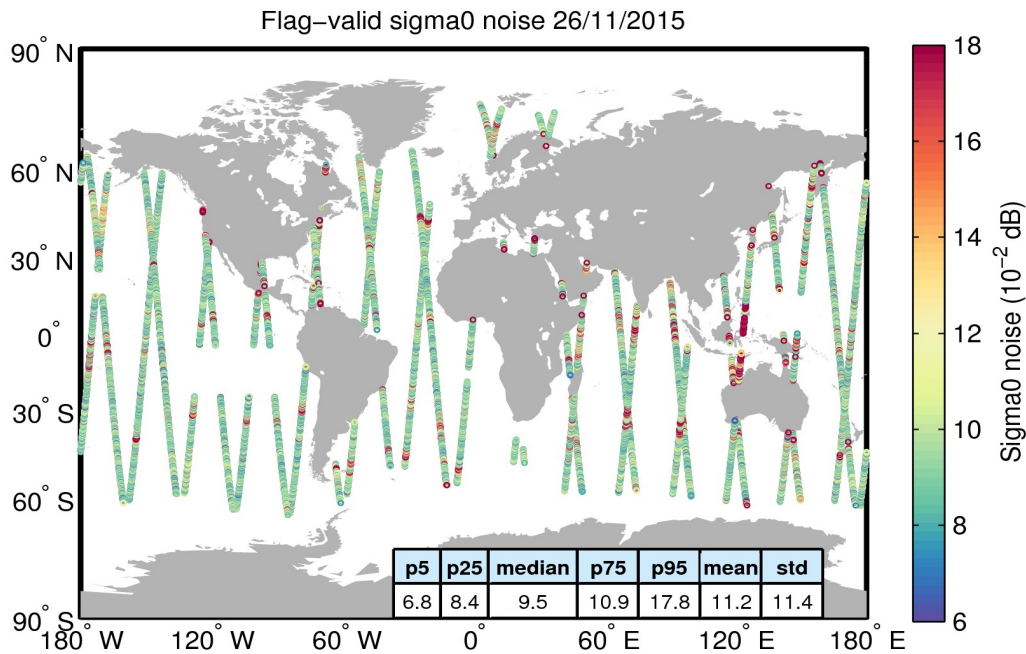 Flag−valid sigma0 noise 26/11/2015
90° N
60° N
30° N
0°
30° S
60° S
90° S
180° W
120° W
60° W
0°
60° E
120° E
180° E
p5 p25 median p75 p95 mean std
6.8 8.4 9.5 10.9 17.8 11.2 11.4
18
16
14
12
10
8
6
Sigma0 noise (10⁻² dB)